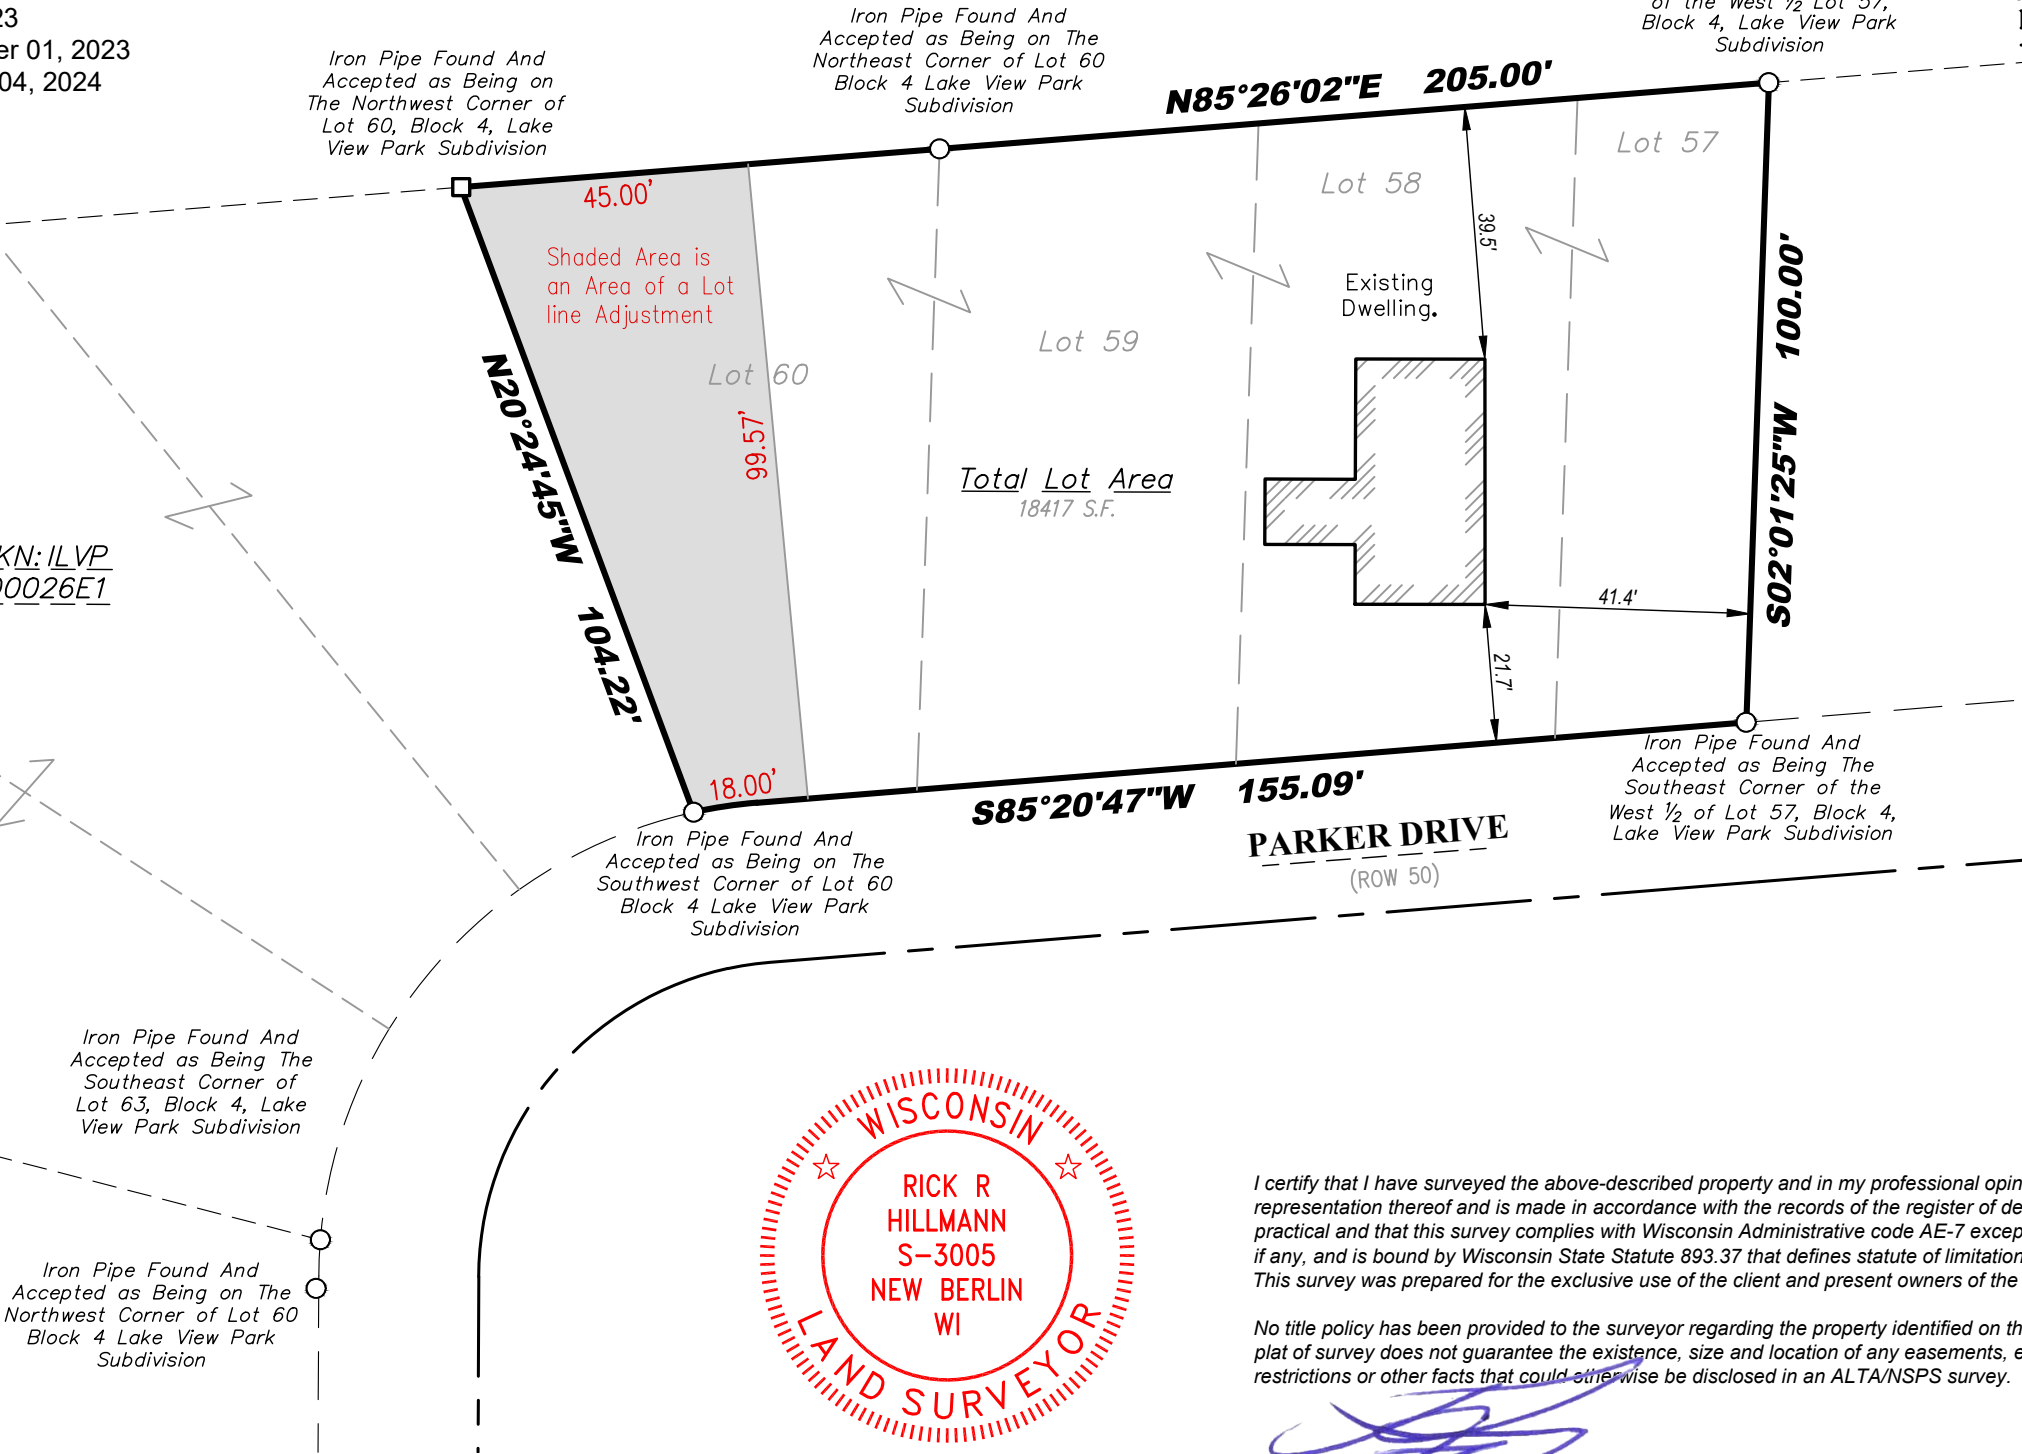 23
er 01, 2023
04, 2024
Iron Pipe Found And
Accepted as Being on
The Northwest Corner of
Lot 60, Block 4, Lake
View Park Subdivision
Iron Pipe Found And
Accepted as Being on The
Northeast Corner of Lot 60
Block 4 Lake View Park
Subdivision
of the West ½ Lot 57,
Block 4, Lake View Park
Subdivision
N85°26'02"E 205.00'
45.00'
Shaded Area is
an Area of a Lot
line Adjustment
Lot 60
99.57'
18.00'
N20°24'45"W 104.22'
Lot 59
Lot 58
Lot 57
39.5'
Existing
Dwelling.
Total Lot Area
18417 S.F.
41.4'
21.7'
S02°01'25"W 100.00'
S85°20'47"W 155.09'
PARKER DRIVE
(ROW 50)
KN: ILVP
00026E1
Iron Pipe Found And
Accepted as Being The
Southeast Corner of the
West ½ of Lot 57, Block 4,
Lake View Park Subdivision
Iron Pipe Found And
Accepted as Being on The
Southwest Corner of Lot 60
Block 4 Lake View Park
Subdivision
Iron Pipe Found And
Accepted as Being The
Southeast Corner of
Lot 63, Block 4, Lake
View Park Subdivision
Iron Pipe Found And
Accepted as Being on The
Northwest Corner of Lot 60
Block 4 Lake View Park
Subdivision
WISCONSIN
RICK R
HILLMANN
S-3005
NEW BERLIN
WI
LAND SURVEYOR
I certify that I have surveyed the above-described property and in my professional opin
representation thereof and is made in accordance with the records of the register of de
practical and that this survey complies with Wisconsin Administrative code AE-7 excep
if any, and is bound by Wisconsin State Statute 893.37 that defines statute of limitation
This survey was prepared for the exclusive use of the client and present owners of the
No title policy has been provided to the surveyor regarding the property identified on th
plat of survey does not guarantee the existence, size and location of any easements, e
restrictions or other facts that could otherwise be disclosed in an ALTA/NSPS survey.